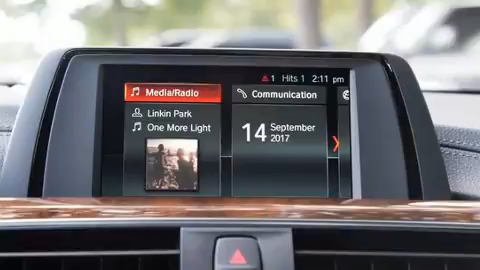 1 Hits 1 2:11 pm
Media/Radio
Linkin Park
One More Light
Communication
14 September
2017